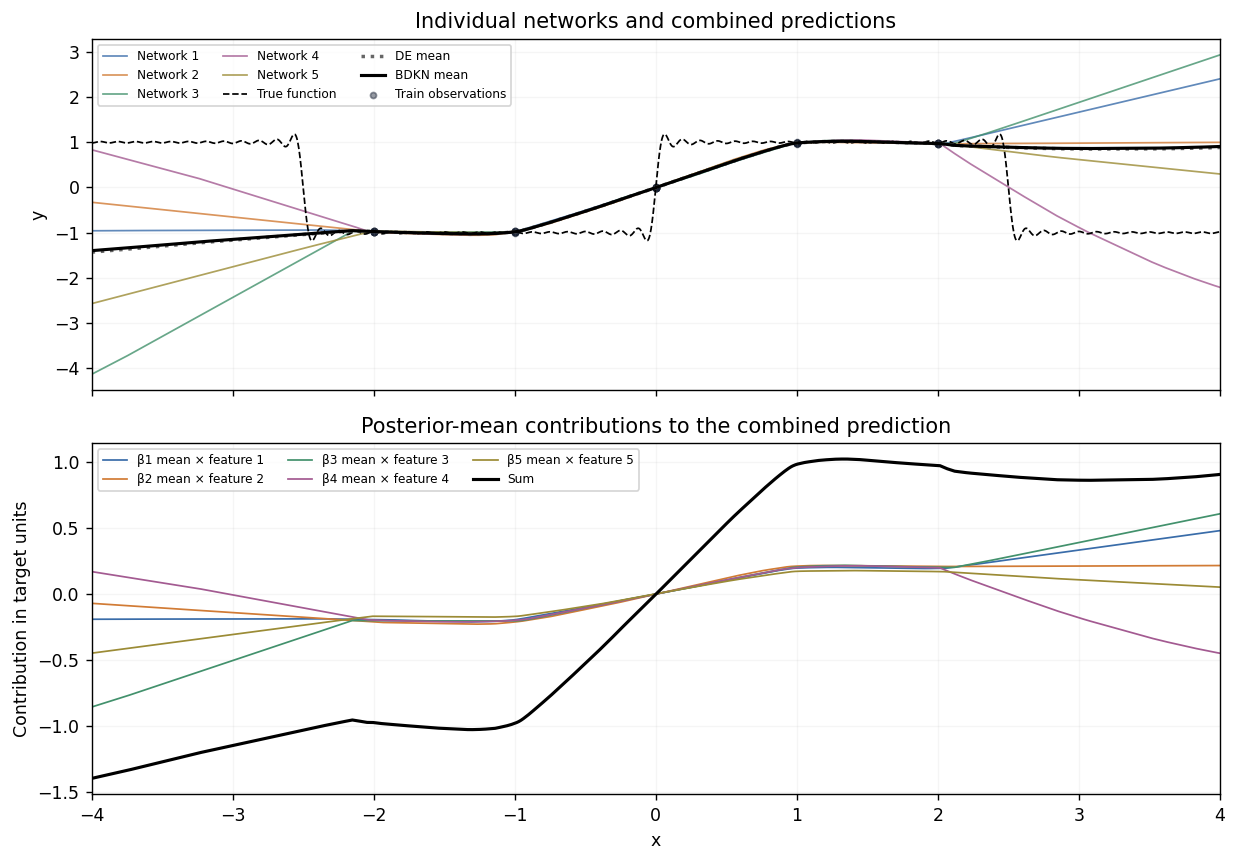 Individual networks and combined predictions
Network 1 Network 4 DE mean
Network 2 Network 5 BDKN mean
Network 3 True function Train observations
3
2
1
0
−1
−2
−3
−4
y
Posterior-mean contributions to the combined prediction
β1 mean × feature 1 β3 mean × feature 3 β5 mean × feature 5
β2 mean × feature 2 β4 mean × feature 4 Sum
1.0
0.5
0.0
−0.5
−1.0
−1.5
Contribution in target units
−4 −3 −2 −1 0 1 2 3 4
x